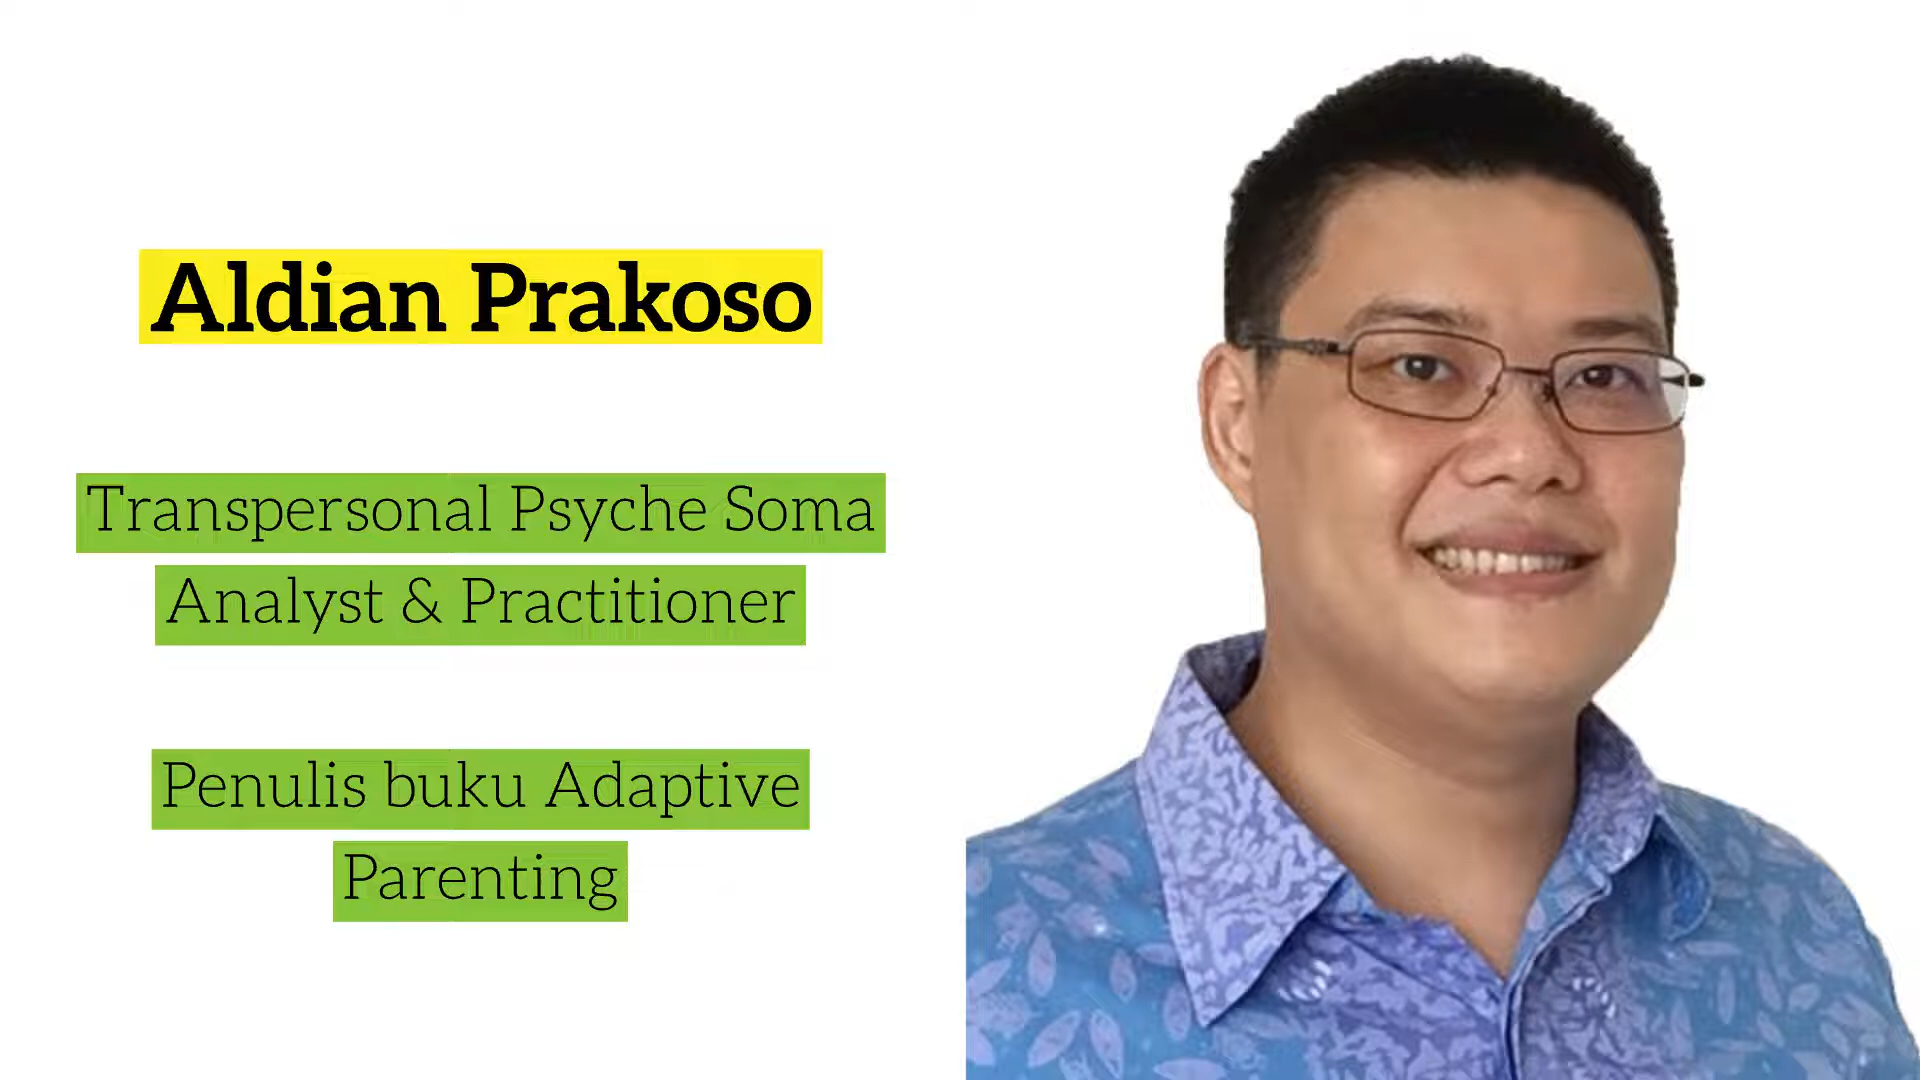 Aldian Prakoso
Transpersonal Psyche Soma
Analyst & Practitioner
Penulis buku Adaptive
Parenting